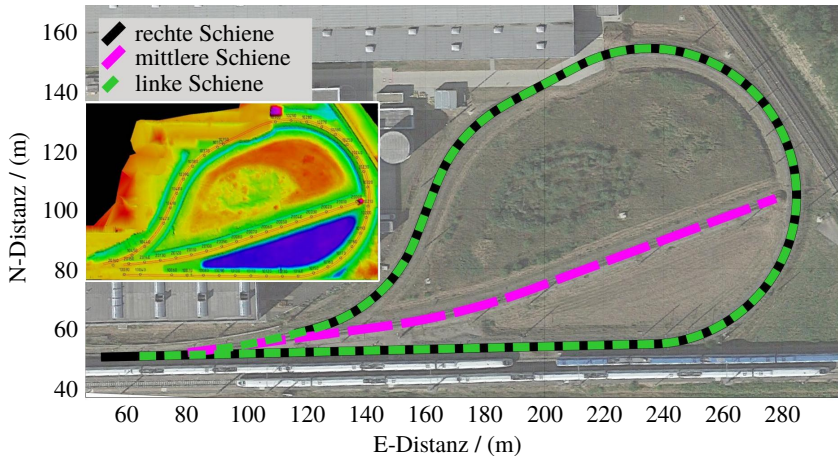 160
140
120
100
80
60
40
N-Distanz / (m)
rechte Schiene
mittlere Schiene
linke Schiene
60 80 100 120 140 160 180 200 220 240 260 280
E-Distanz / (m)